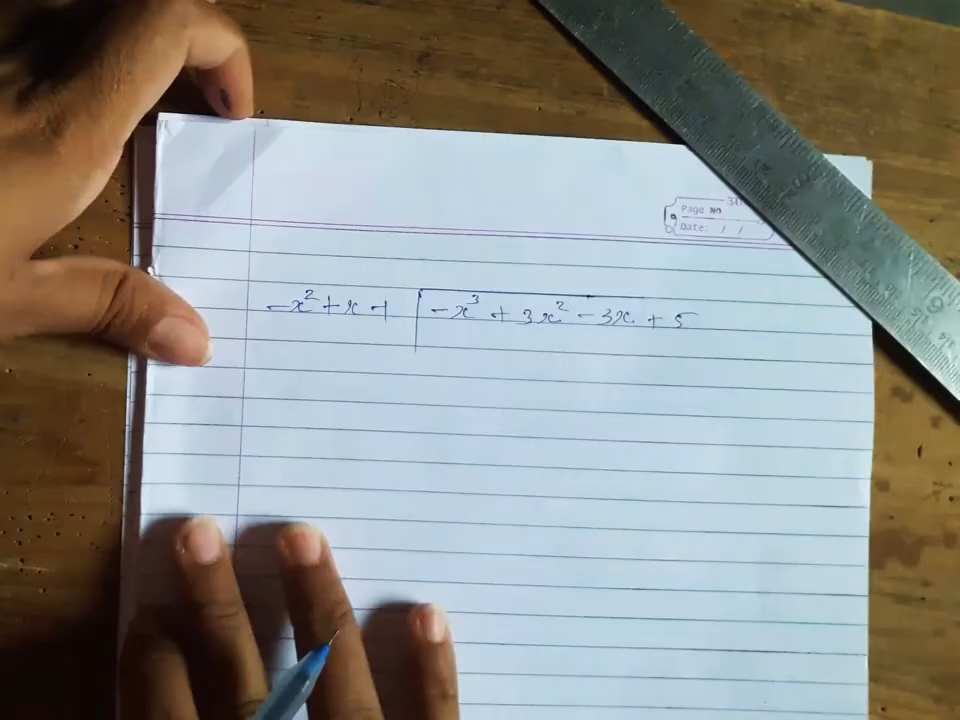 Page No
Date: / /
-x² + x - 1 | -x³ + 3x² - 3x + 5